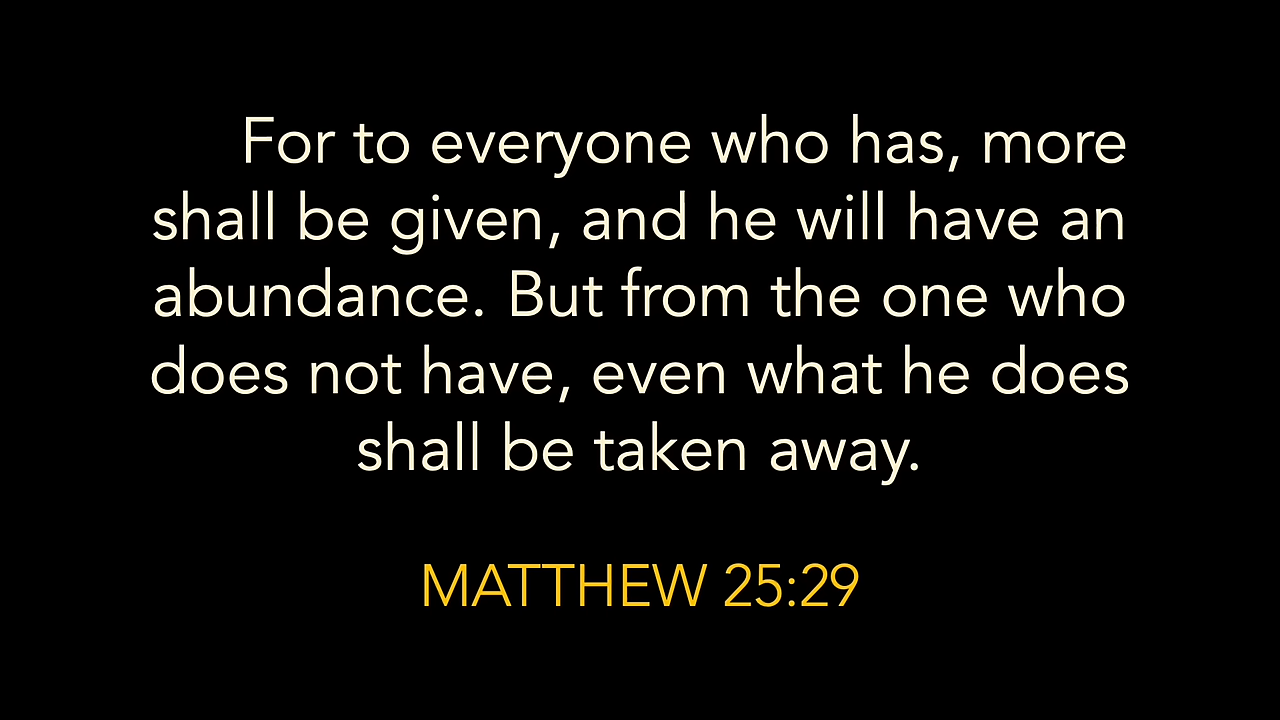 For to everyone who has, more
shall be given, and he will have an
abundance. But from the one who
does not have, even what he does
shall be taken away.
MATTHEW 25:29